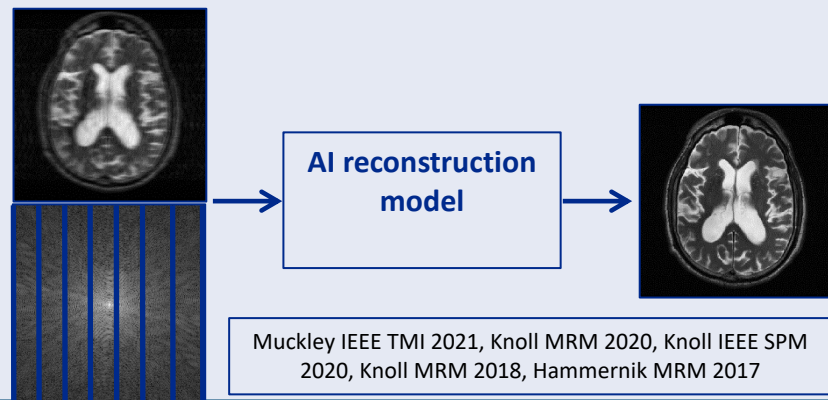 AI reconstruction
model
Muckley IEEE TMI 2021, Knoll MRM 2020, Knoll IEEE SPM
2020, Knoll MRM 2018, Hammernik MRM 2017